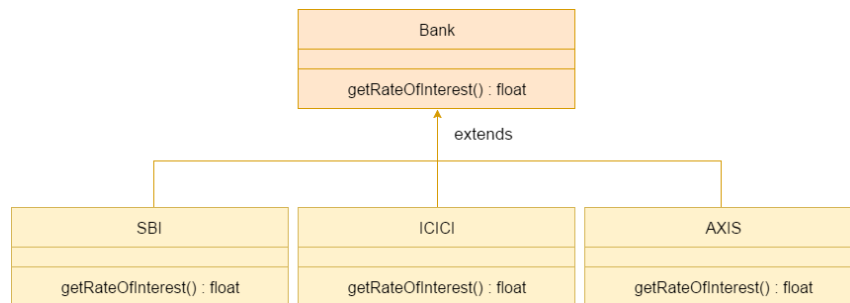 Bank
getRateOfInterest() : float
extends
SBI
ICICI
AXIS
getRateOfInterest() : float
getRateOfInterest() : float
getRateOfInterest() : float